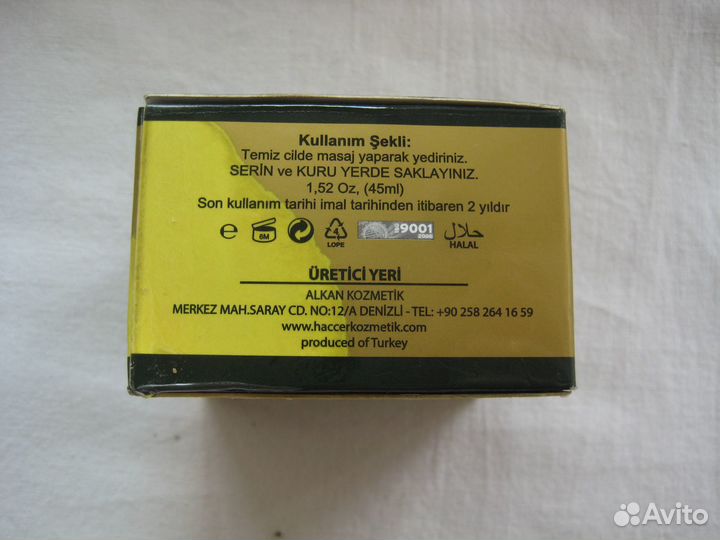 Kullanım Şekli:
Temiz cilde masaj yaparak yediriniz.
SERİN ve KURU YERDE SAKLAYINIZ.
1,52 Oz, (45ml)
Son kullanım tarihi imal tarihinden itibaren 2 yıldır
e 6M LOPE 9001 حلال HALAL
ÜRETİCİ YERİ
ALKAN KOZMETİK
MERKEZ MAH.SARAY CD. NO:12/A DENİZLİ - TEL: +90 258 264 16 59
www.haccerkozmetik.com
produced of Turkey
Avito